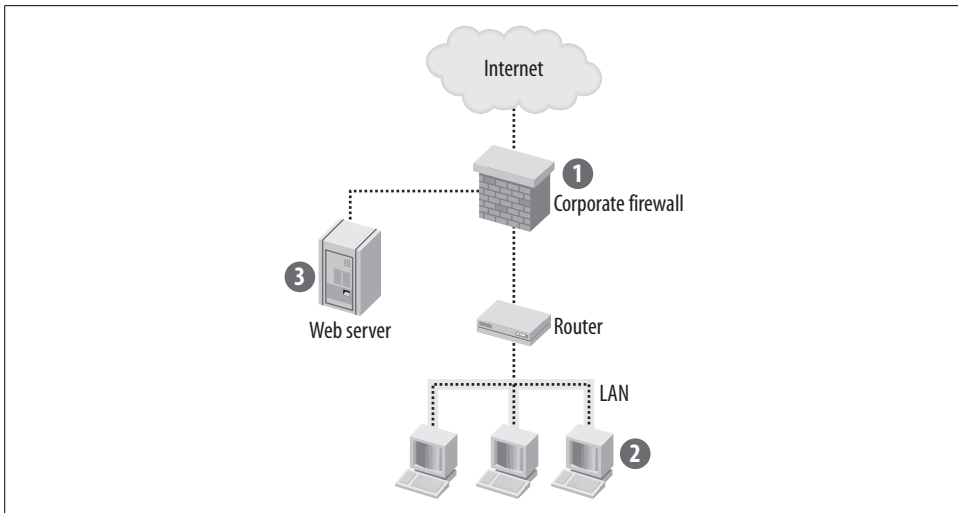 Internet
1
Corporate firewall
3
Web server
Router
LAN
2